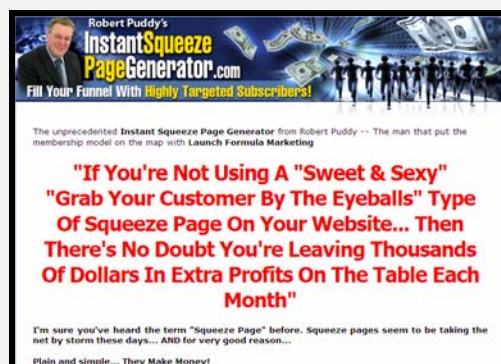 Robert Puddy's
InstantSqueeze
PageGenerator.com
Fill Your Funnel With Highly Targeted Subscribers!
The unprecedented Instant Squeeze Page Generator from Robert Puddy -- The man that put the
membership model on the map with Launch Formula Marketing
"If You're Not Using A "Sweet & Sexy"
"Grab Your Customer By The Eyeballs" Type
Of Squeeze Page On Your Website... Then
There's No Doubt You're Leaving Thousands
Of Dollars In Extra Profits On The Table Each
Month"
I'm sure you've heard the term "Squeeze Page" before. Squeeze pages seem to be taking the
net by storm these days... AND for very good reason...
Plain and simple... They Make Money!